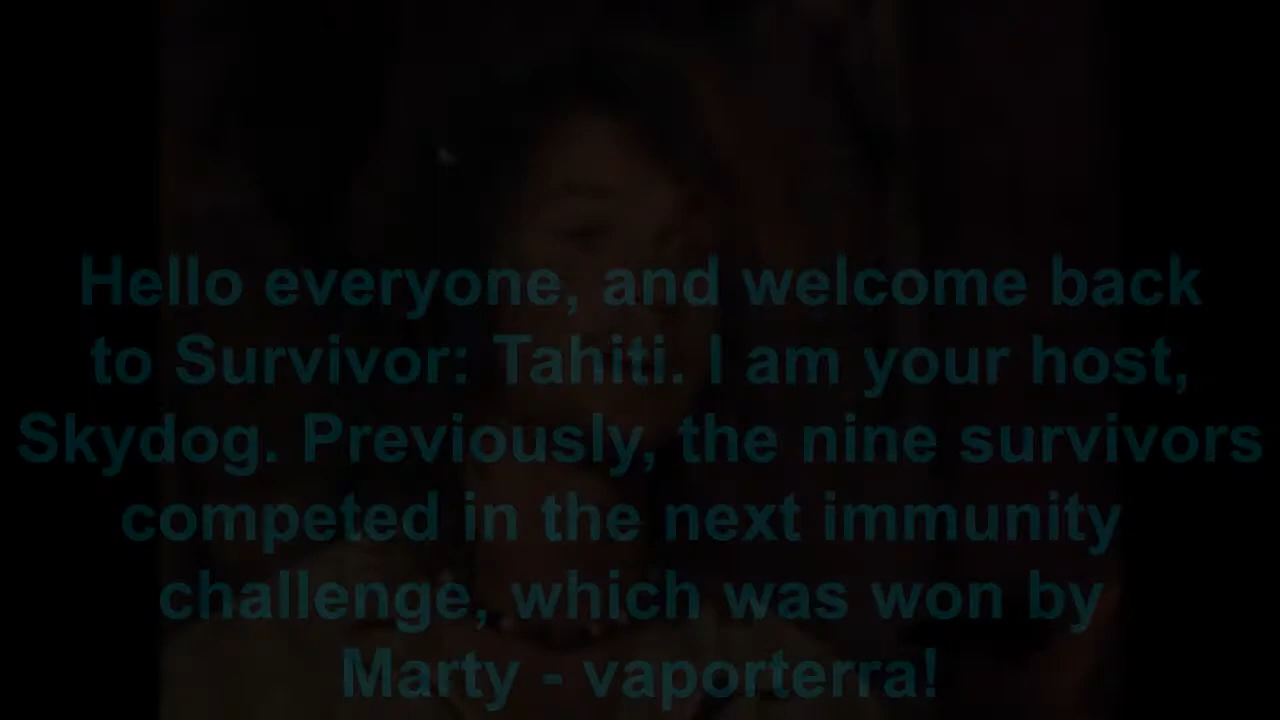 Hello everyone, and welcome back
to Survivor: Tahiti. I am your host,
Skydog. Previously, the nine survivors
competed in the next immunity
challenge, which was won by
Marty - vaporterra!